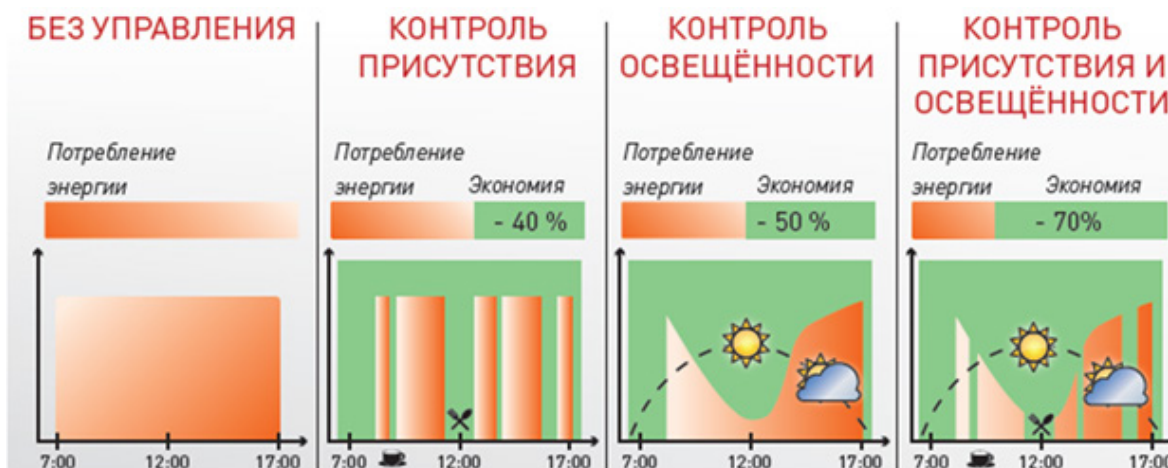 БЕЗ УПРАВЛЕНИЯ
Потребление
энергии
7:00 12:00 17:00
КОНТРОЛЬ
ПРИСУТСТВИЯ
Потребление
энергии Экономия
- 40 %
7:00 12:00 17:00
КОНТРОЛЬ
ОСВЕЩЁННОСТИ
Потребление
энергии Экономия
- 50 %
7:00 12:00 17:00
КОНТРОЛЬ
ПРИСУТСТВИЯ И
ОСВЕЩЁННОСТИ
Потребление
энергии Экономия
- 70%
7:00 12:00 17:00